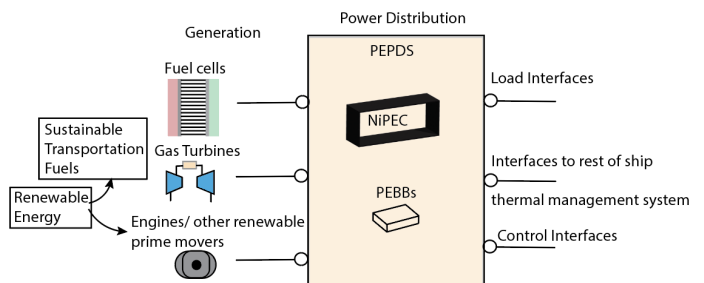 Power Distribution
Generation
PEPDS
Fuel cells
Load Interfaces
NiPEC
Sustainable
Transportation
Fuels
Gas Turbines
Interfaces to rest of ship
thermal management system
PEBBs
Renewable
Energy
Engines/ other renewable
prime movers
Control Interfaces